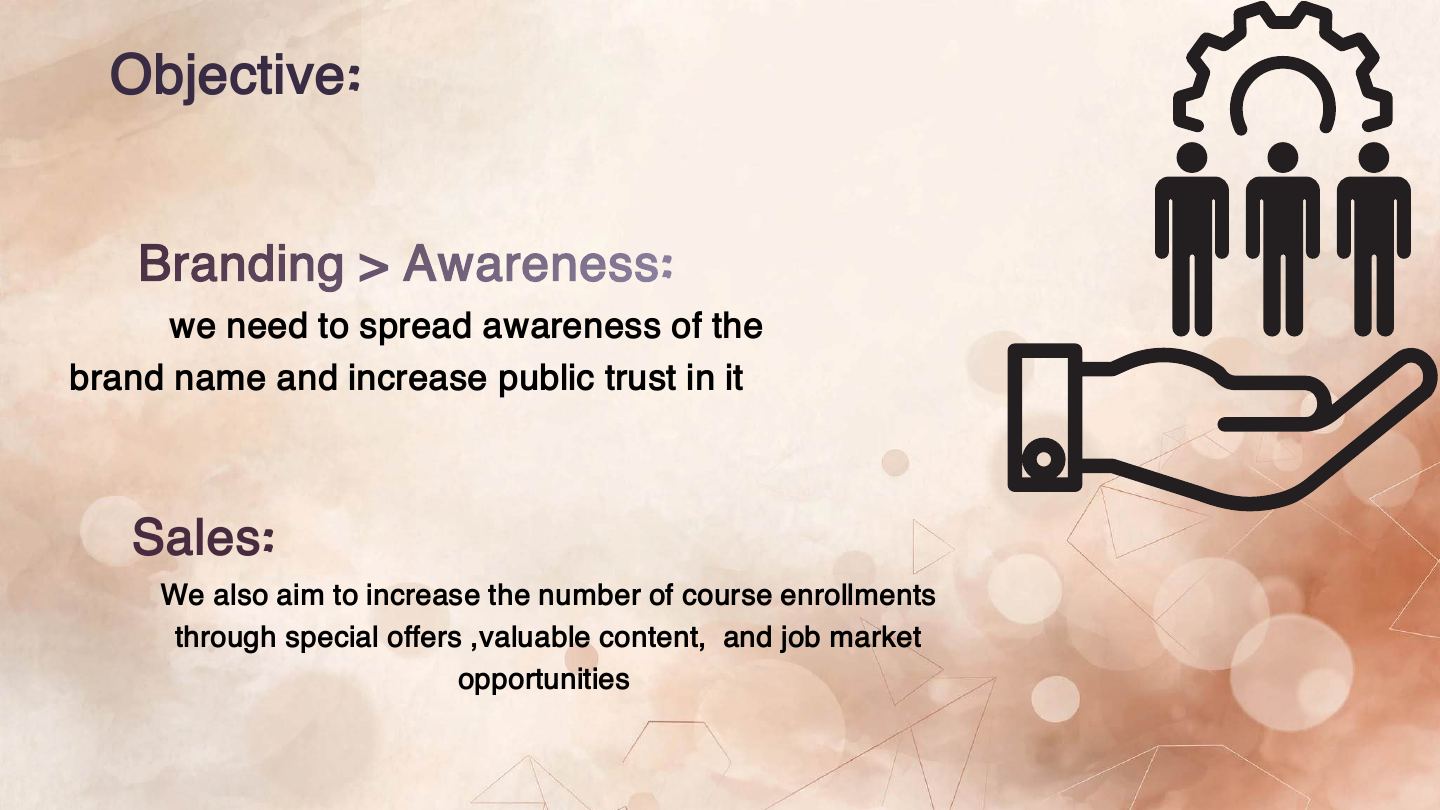 Objective:
Branding > Awareness:
we need to spread awareness of the
brand name and increase public trust in it
Sales:
We also aim to increase the number of course enrollments
through special offers ,valuable content,  and job market
opportunities